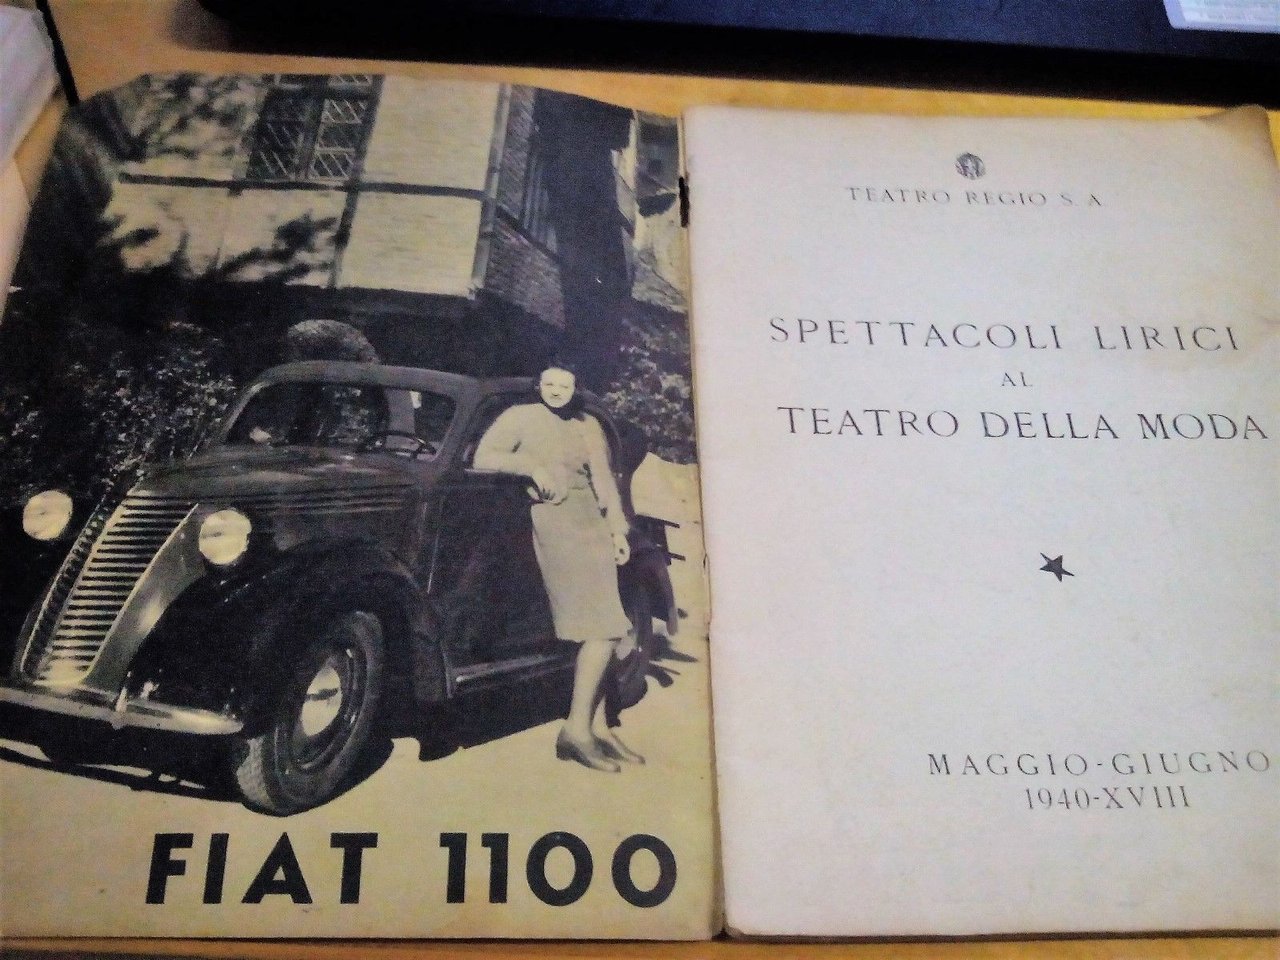 FIAT 1100
TEATRO REGIO S. A.
SPETTACOLI LIRICI
AL
TEATRO DELLA MODA
MAGGIO-GIUGNO
1940-XVIII